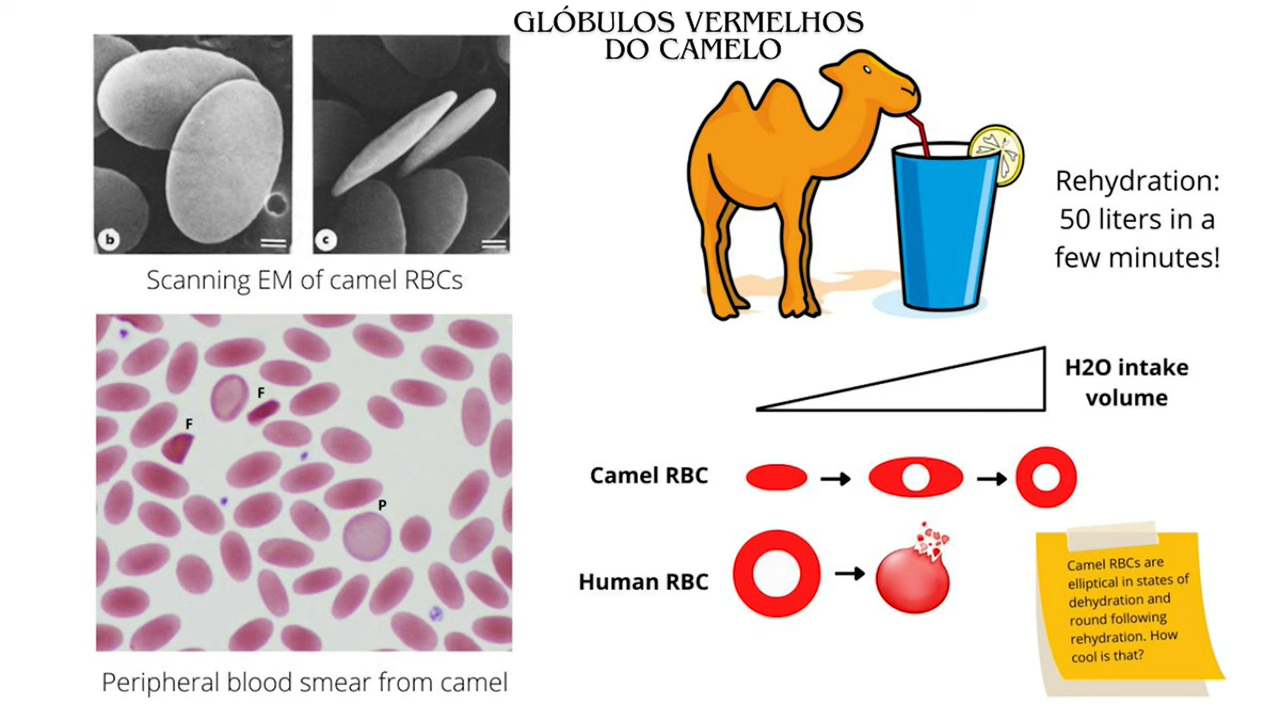 GLÓBULOS VERMELHOS
DO CAMELO
b
c
Scanning EM of camel RBCs
Rehydration:
50 liters in a
few minutes!
F
F
P
Peripheral blood smear from camel
H2O intake
volume
Camel RBC
Human RBC
Camel RBCs are
elliptical in states of
dehydration and
round following
rehydration. How
cool is that?